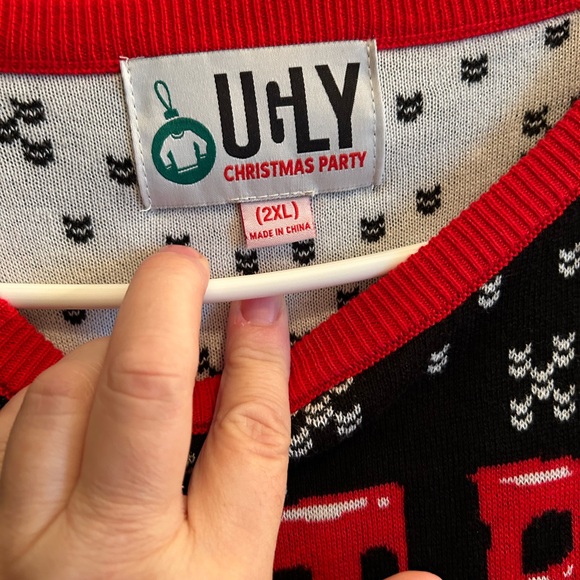 UGLY
CHRISTMAS PARTY
(2XL)
MADE IN CHINA